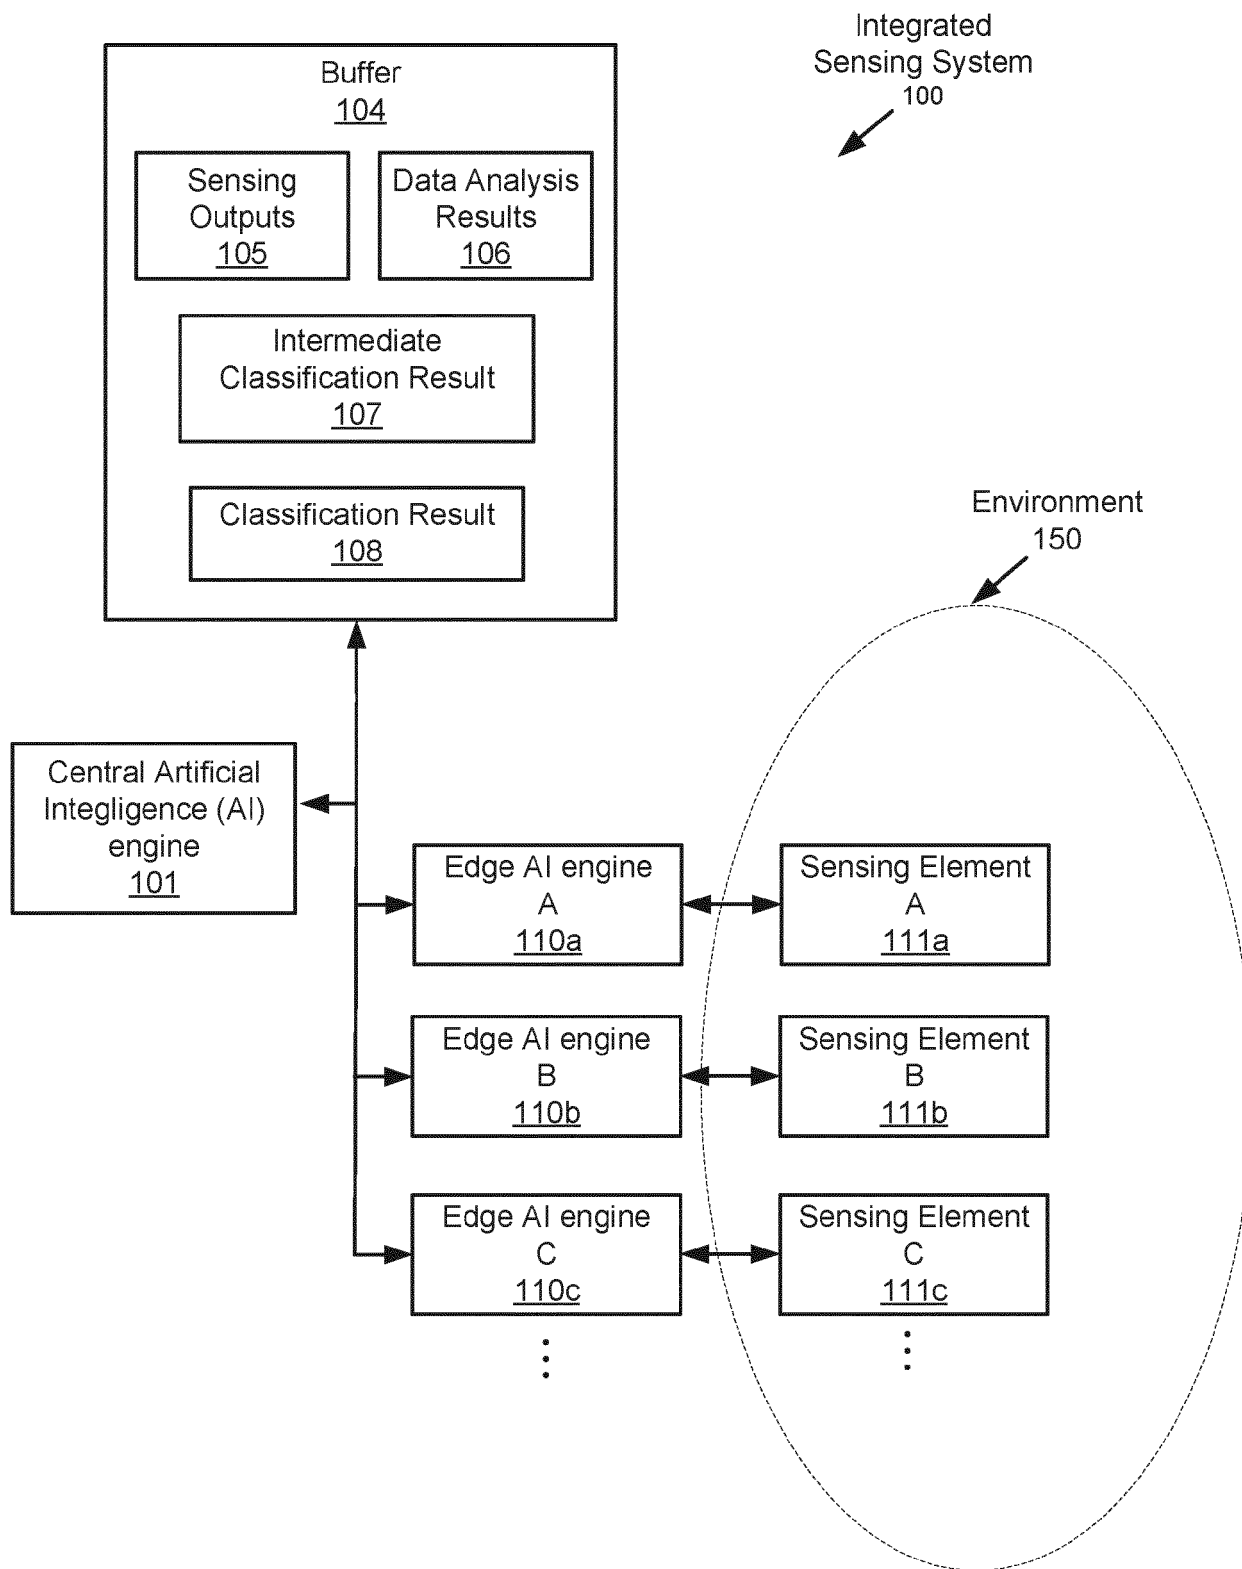 Integrated
Sensing System
100
Buffer
104
Sensing
Outputs
105
Data Analysis
Results
106
Intermediate
Classification Result
107
Classification Result
108
Environment
150
Central Artificial
Integligence (AI)
engine
101
Edge AI engine
A
110a
Sensing Element
A
111a
Edge AI engine
B
110b
Sensing Element
B
111b
Edge AI engine
C
110c
Sensing Element
C
111c